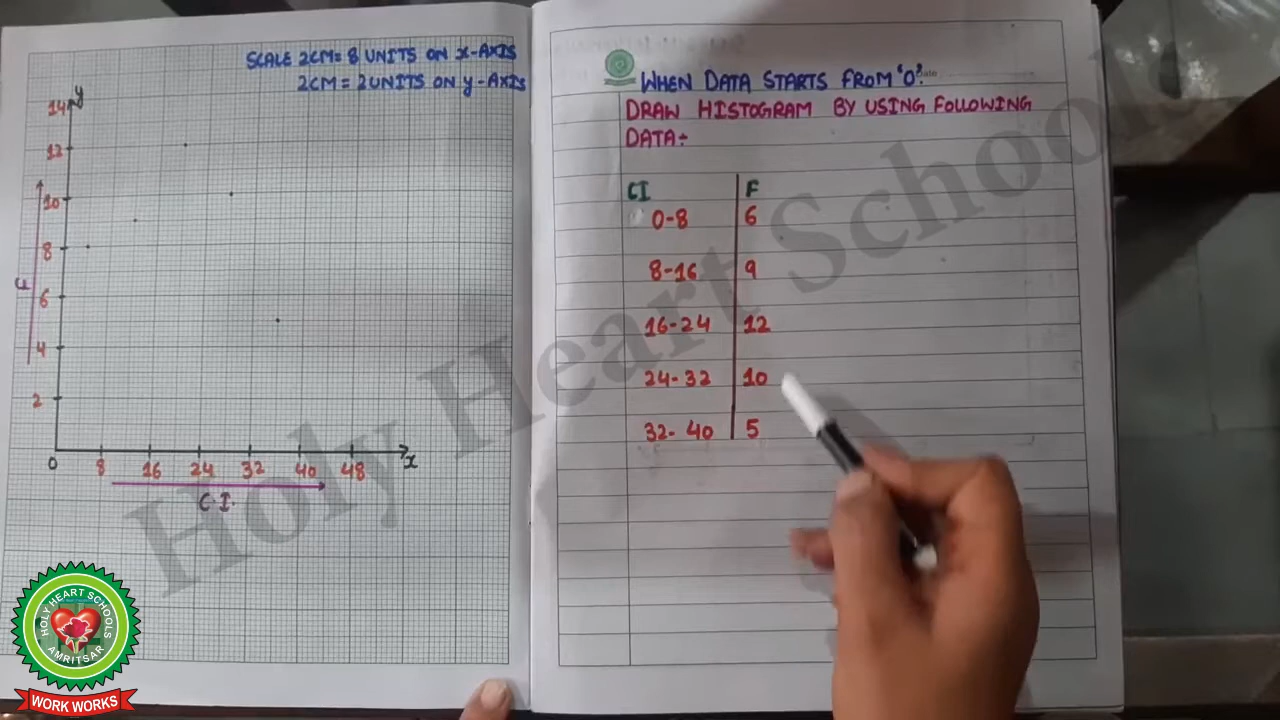 SCALE 2CM= 8 UNITS ON X-AXIS
2CM = 2UNITS ON Y-AXIS
y
14
12
10
8
6
4
2
F
0 8 16 24 32 40 48 x
C.I.
WHEN DATA STARTS FROM '0'.
DRAW HISTOGRAM BY USING FOLLOWING
DATA:-
CI F
0-8 6
8-16 9
16-24 12
24-32 10
32-40 5
Holy Heart Schools
HOLY HEART SCHOOLS
AMRITSAR
WORK WORKS